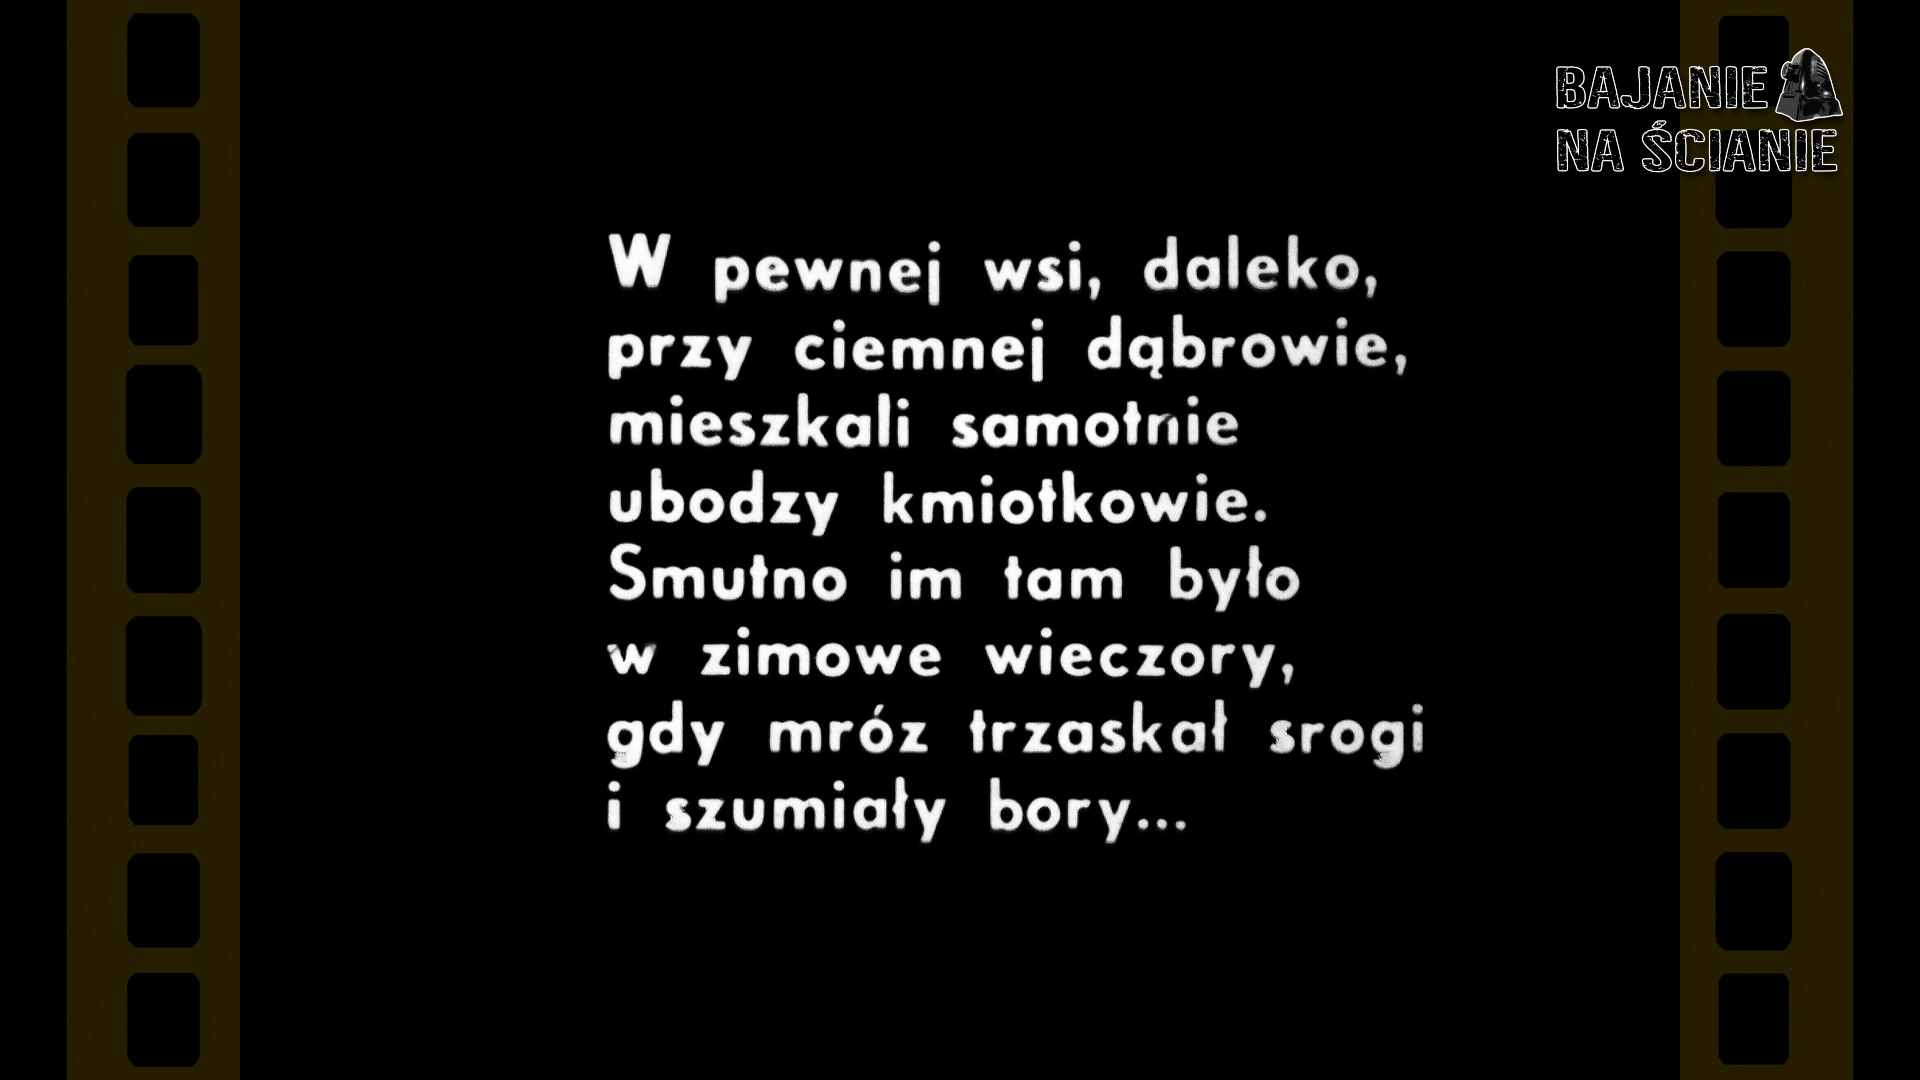 BAJANIE
NA ŚCIANIE
W pewnej wsi, daleko,
przy ciemnej dąbrowie,
mieszkali samotnie
ubodzy kmiotkowie.
Smutno im tam było
w zimowe wieczory,
gdy mróz trzaskał srogi
i szumiały bory...